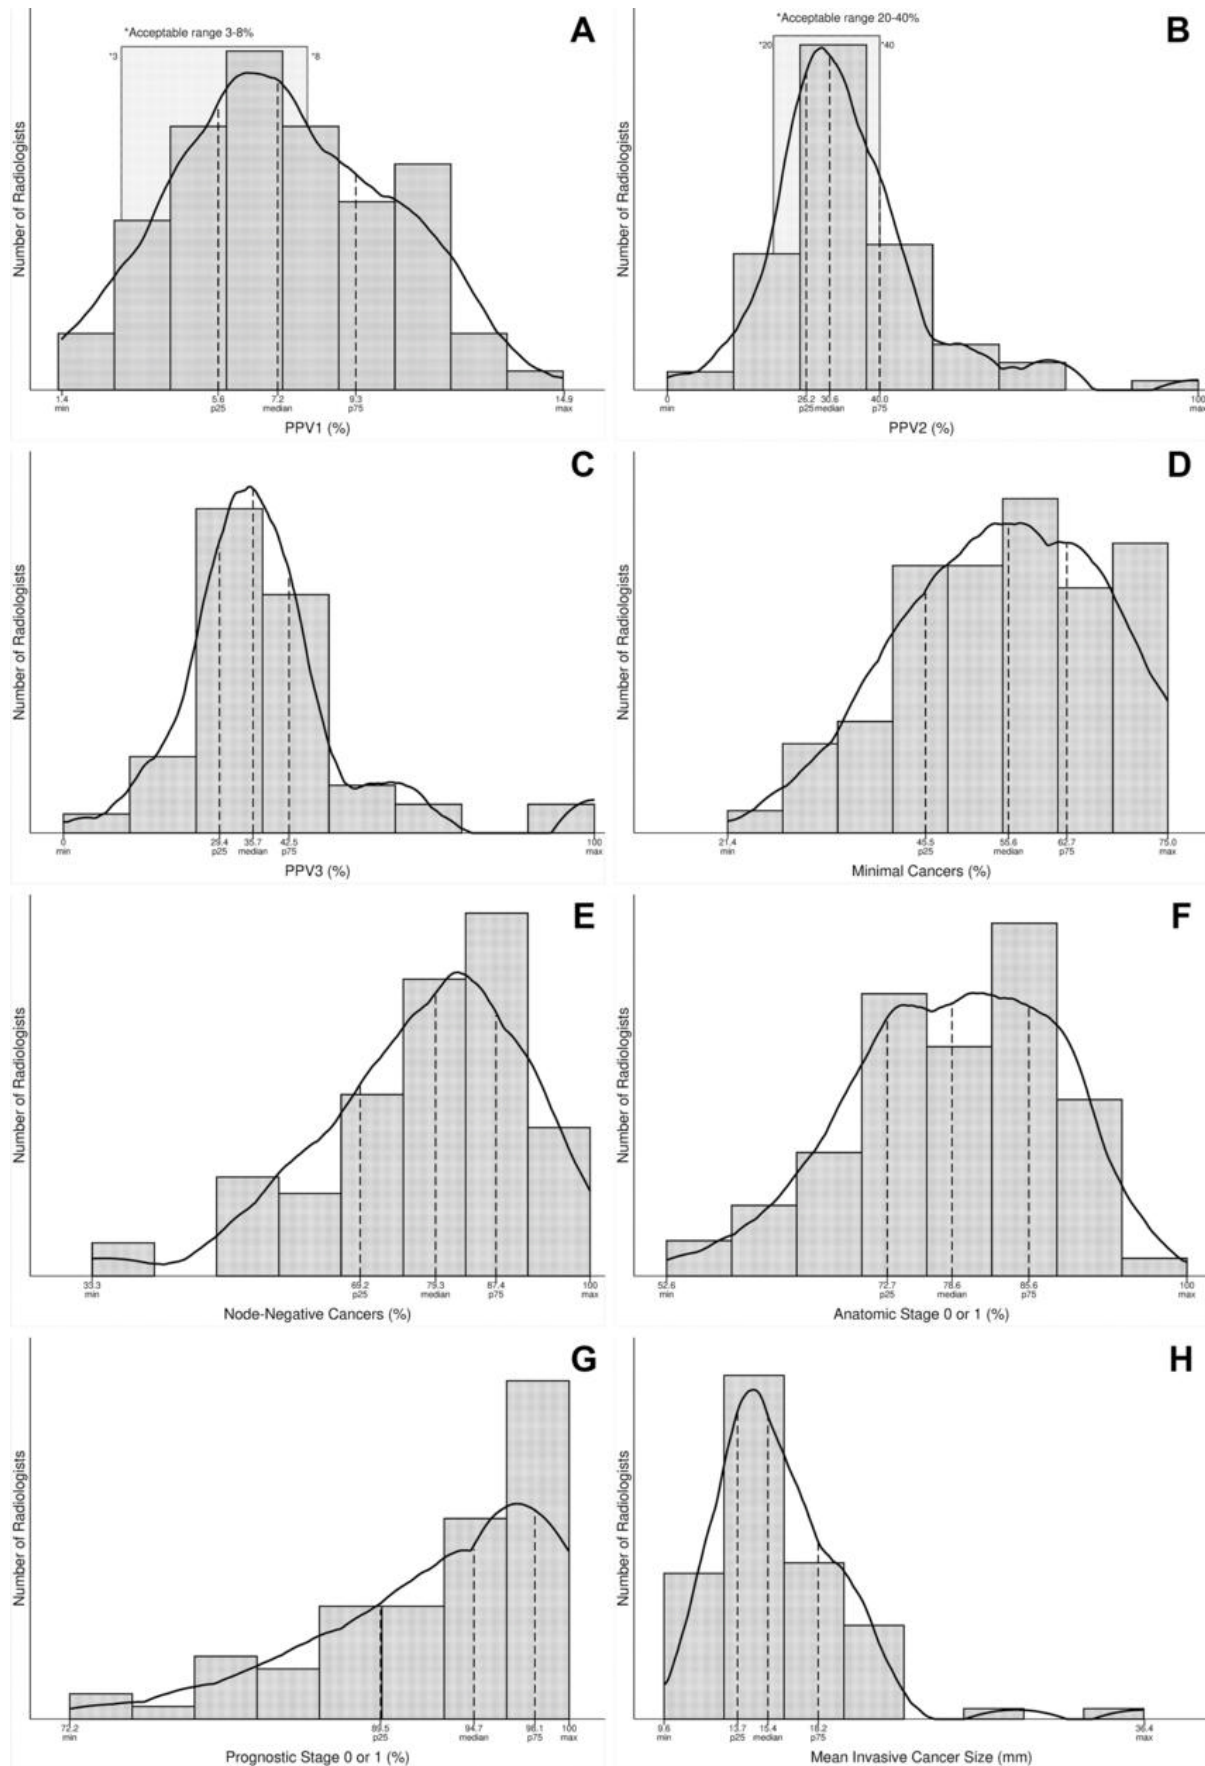 A
*Acceptable range 3-8%
*3
*8
Number of Radiologists
1.4 5.6 7.2 9.3 14.9
min p25 median p75 max
PPV1 (%)
B
*Acceptable range 20-40%
*20
*40
Number of Radiologists
0 26.2 30.6 40.0 100
min p25 median p75 max
PPV2 (%)
C
Number of Radiologists
0 29.4 35.7 42.5 100
min p25 median p75 max
PPV3 (%)
D
Number of Radiologists
21.4 45.5 55.6 62.7 75.0
min p25 median p75 max
Minimal Cancers (%)
E
Number of Radiologists
33.3 69.2 79.3 87.4 100
min p25 median p75 max
Node-Negative Cancers (%)
F
Number of Radiologists
52.6 72.7 78.6 85.6 100
min p25 median p75 max
Anatomic Stage 0 or 1 (%)
G
Number of Radiologists
72.2 89.5 94.7 98.1 100
min p25 median p75 max
Prognostic Stage 0 or 1 (%)
H
Number of Radiologists
9.6 13.7 15.4 18.2 36.4
min p25 median p75 max
Mean Invasive Cancer Size (mm)